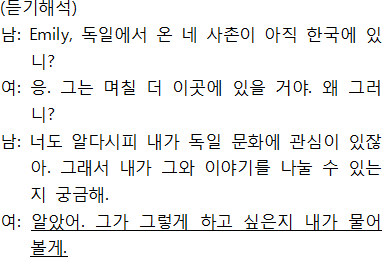 (듣기해석)
남: Emily, 독일에서 온 네 사촌이 아직 한국에 있
니?
여: 응. 그는 며칠 더 이곳에 있을 거야. 왜 그러
니?
남: 너도 알다시피 내가 독일 문화에 관심이 있잖
아. 그래서 내가 그와 이야기를 나눌 수 있는
지 궁금해.
여: 알았어. 그가 그렇게 하고 싶은지 내가 물어
볼게.